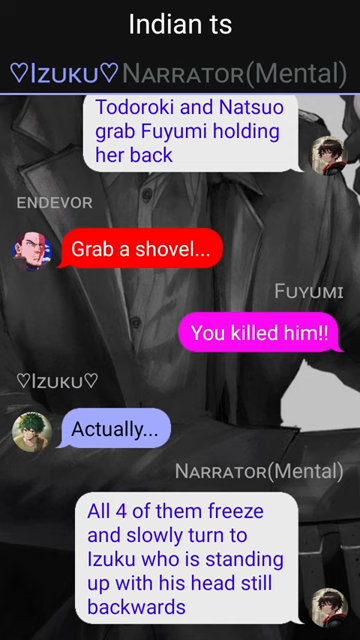 Indian ts
♡Izuku♡ Narrator(Mental)
Todoroki and Natsuo
grab Fuyumi holding
her back
Endevor
Grab a shovel...
Fuyumi
You killed him!!
♡Izuku♡
Actually...
Narrator(Mental)
All 4 of them freeze
and slowly turn to
Izuku who is standing
up with his head still
backwards